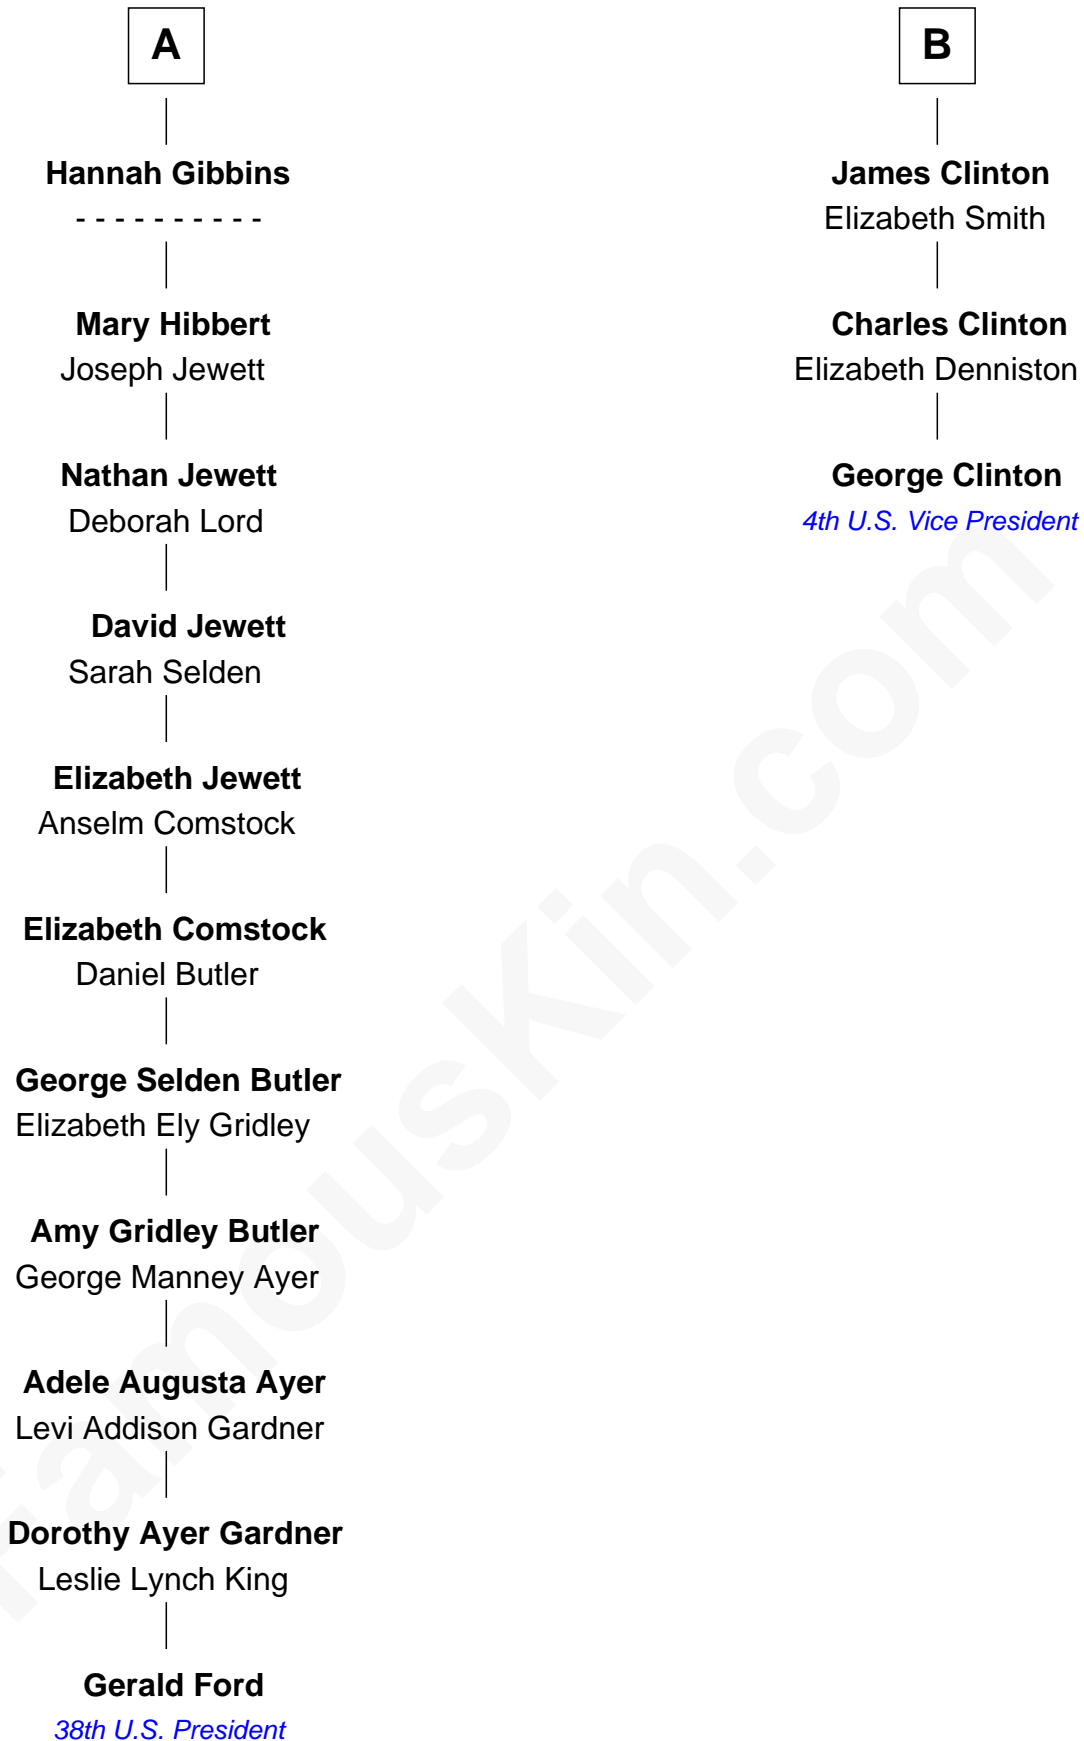 A
Hannah Gibbins
- - - - - - - - - -
Mary Hibbert
Joseph Jewett
Nathan Jewett
Deborah Lord
David Jewett
Sarah Selden
Elizabeth Jewett
Anselm Comstock
Elizabeth Comstock
Daniel Butler
George Selden Butler
Elizabeth Ely Gridley
Amy Gridley Butler
George Manney Ayer
Adele Augusta Ayer
Levi Addison Gardner
Dorothy Ayer Gardner
Leslie Lynch King
Gerald Ford
38th U.S. President
B
James Clinton
Elizabeth Smith
Charles Clinton
Elizabeth Denniston
George Clinton
4th U.S. Vice President
FamousKin.com